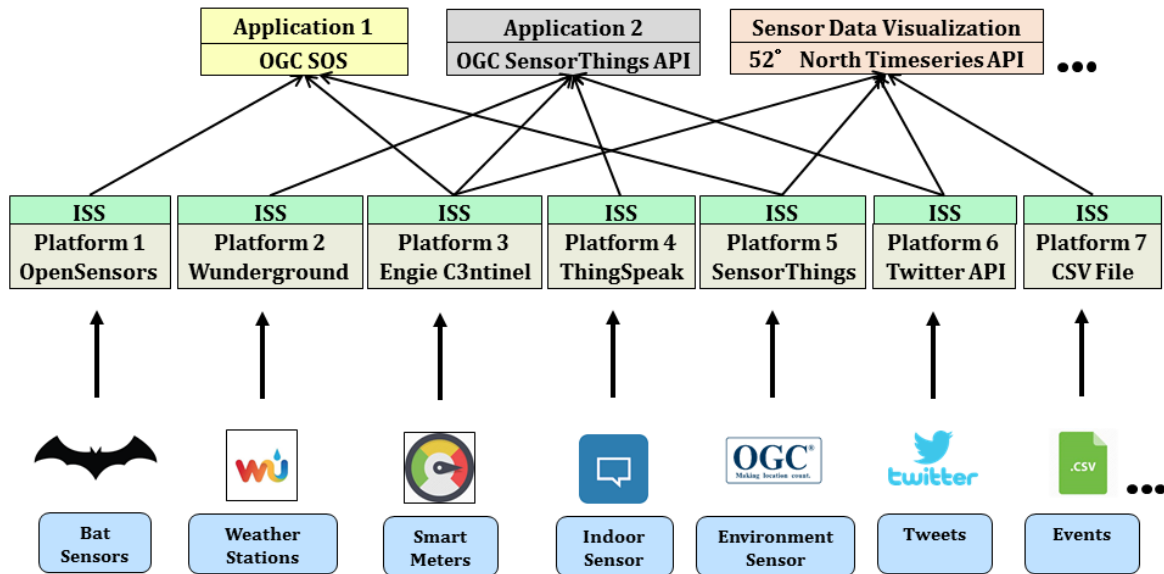 Application 1
OGC SOS
Application 2
OGC SensorThings API
Sensor Data Visualization
52° North Timeseries API
...
ISS
Platform 1
OpenSensors
ISS
Platform 2
Wunderground
ISS
Platform 3
Engie C3ntinel
ISS
Platform 4
ThingSpeak
ISS
Platform 5
SensorThings
ISS
Platform 6
Twitter API
ISS
Platform 7
CSV File
wu
OGC®
Making location count.
twitter
.CSV
...
Bat
Sensors
Weather
Stations
Smart
Meters
Indoor
Sensor
Environment
Sensor
Tweets
Events